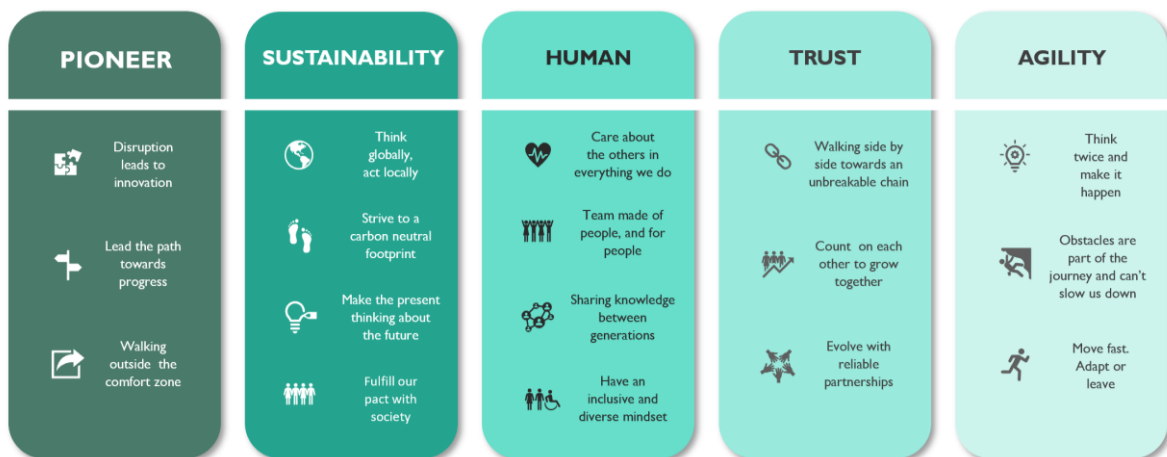 PIONEER
Disruption
leads to
innovation
Lead the path
towards
progress
Walking
outside the
comfort zone
SUSTAINABILITY
Think
globally,
act locally
Strive to a
carbon neutral
footprint
Make the present
thinking about
the future
Fulfill our
pact with
society
HUMAN
Care about
the others in
everything we do
Team made of
people, and for
people
Sharing knowledge
between
generations
Have an
inclusive and
diverse mindset
TRUST
Walking side by
side towards an
unbreakable chain
Count on each
other to grow
together
Evolve with
reliable
partnerships
AGILITY
Think
twice and
make it
happen
Obstacles are
part of the
journey and can't
slow us down
Move fast.
Adapt or
leave